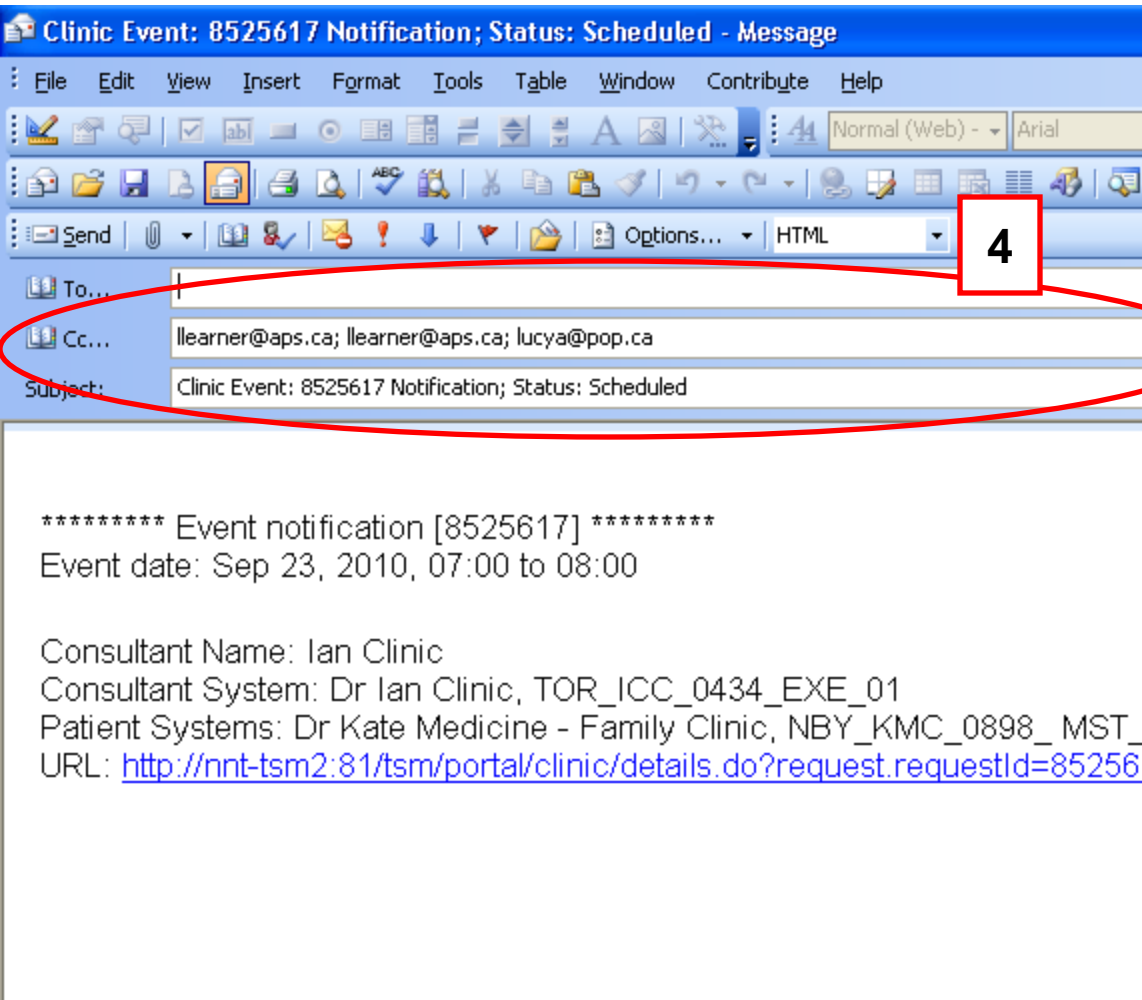 Clinic Event: 8525617 Notification; Status: Scheduled - Message
File Edit View Insert Format Tools Table Window Contribute Help
Normal (Web) - Arial
ABC
Send Options... HTML
4
To...
Cc... llearner@aps.ca; llearner@aps.ca; lucya@pop.ca
Subject: Clinic Event: 8525617 Notification; Status: Scheduled
********* Event notification [8525617] *********
Event date: Sep 23, 2010, 07:00 to 08:00
Consultant Name: Ian Clinic
Consultant System: Dr Ian Clinic, TOR_ICC_0434_EXE_01
Patient Systems: Dr Kate Medicine - Family Clinic, NBY_KMC_0898_ MST_
URL: http://nnt-tsm2:81/tsm/portal/clinic/details.do?request.requestId=85256